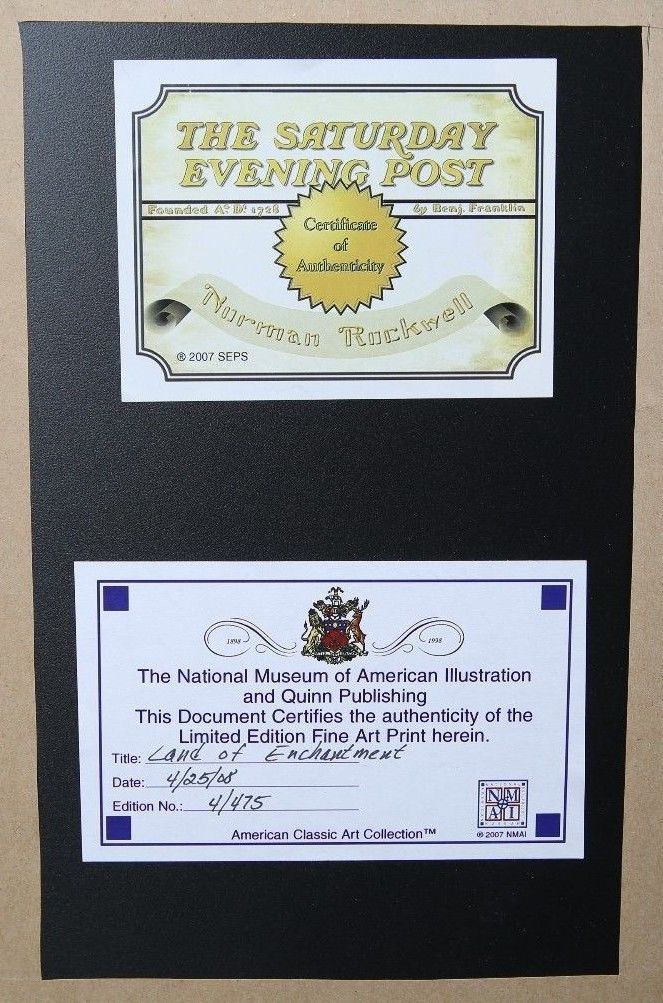 THE SATURDAY
EVENING POST
Founded A° D¹ 1728 by Benj. Franklin
Certificate
of
Authenticity
Norman Rockwell
® 2007 SEPS
1898 1998
The National Museum of American Illustration
and Quinn Publishing
This Document Certifies the authenticity of the
Limited Edition Fine Art Print herein.
Title: Land of Enchantment
Date: 4/25/08
Edition No.: 4/475
NATIONAL
NM
AI
MUSEUM
American Classic Art Collection™
© 2007 NMAI